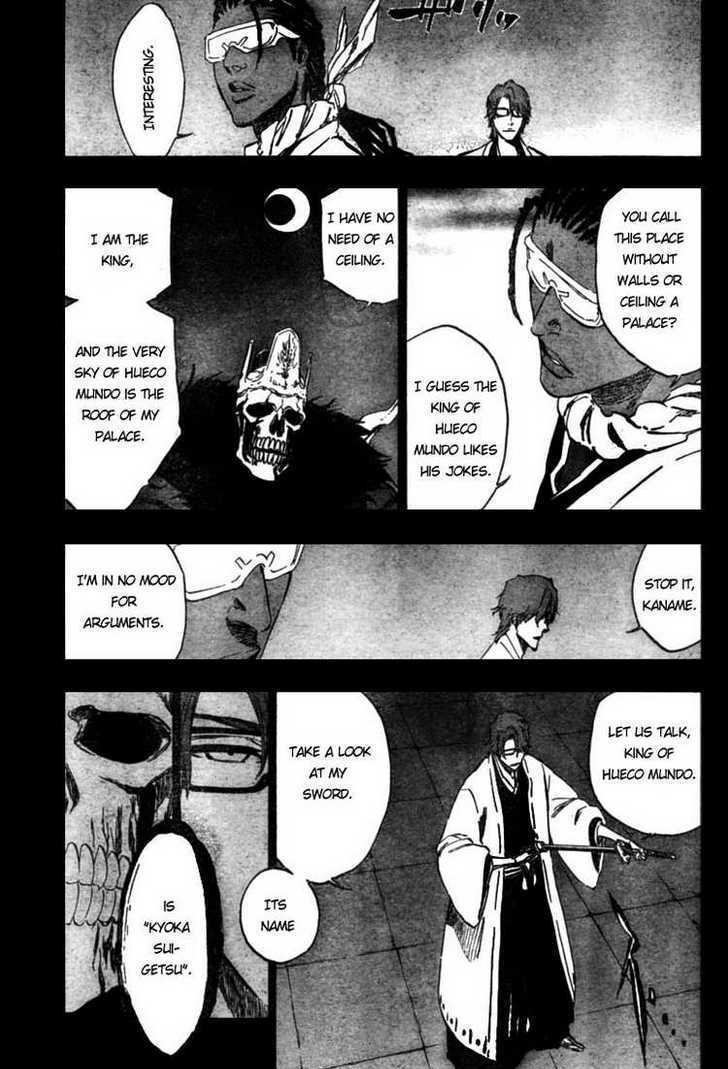 INTERESTING.
YOU CALL
THIS PLACE
WITHOUT
WALLS OR
CEILING A
PALACE?
I GUESS THE
KING OF
HUECO
MUNDO LIKES
HIS JOKES.
I HAVE NO
NEED OF A
CEILING.
I AM THE
KING,
AND THE VERY
SKY OF HUECO
MUNDO IS THE
ROOF OF MY
PALACE.
STOP IT,
KANAME.
I'M IN NO MOOD
FOR
ARGUMENTS.
LET US TALK,
KING OF
HUECO MUNDO.
TAKE A LOOK
AT MY
SWORD.
ITS
NAME
IS
"KYOKA
SUI-
GETSU".